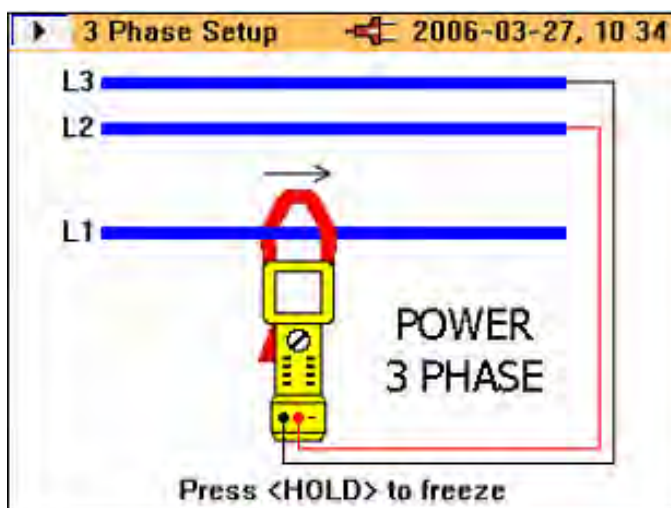 3 Phase Setup 2006-03-27, 10 34
L3
L2
L1
POWER
3 PHASE
Press <HOLD> to freeze